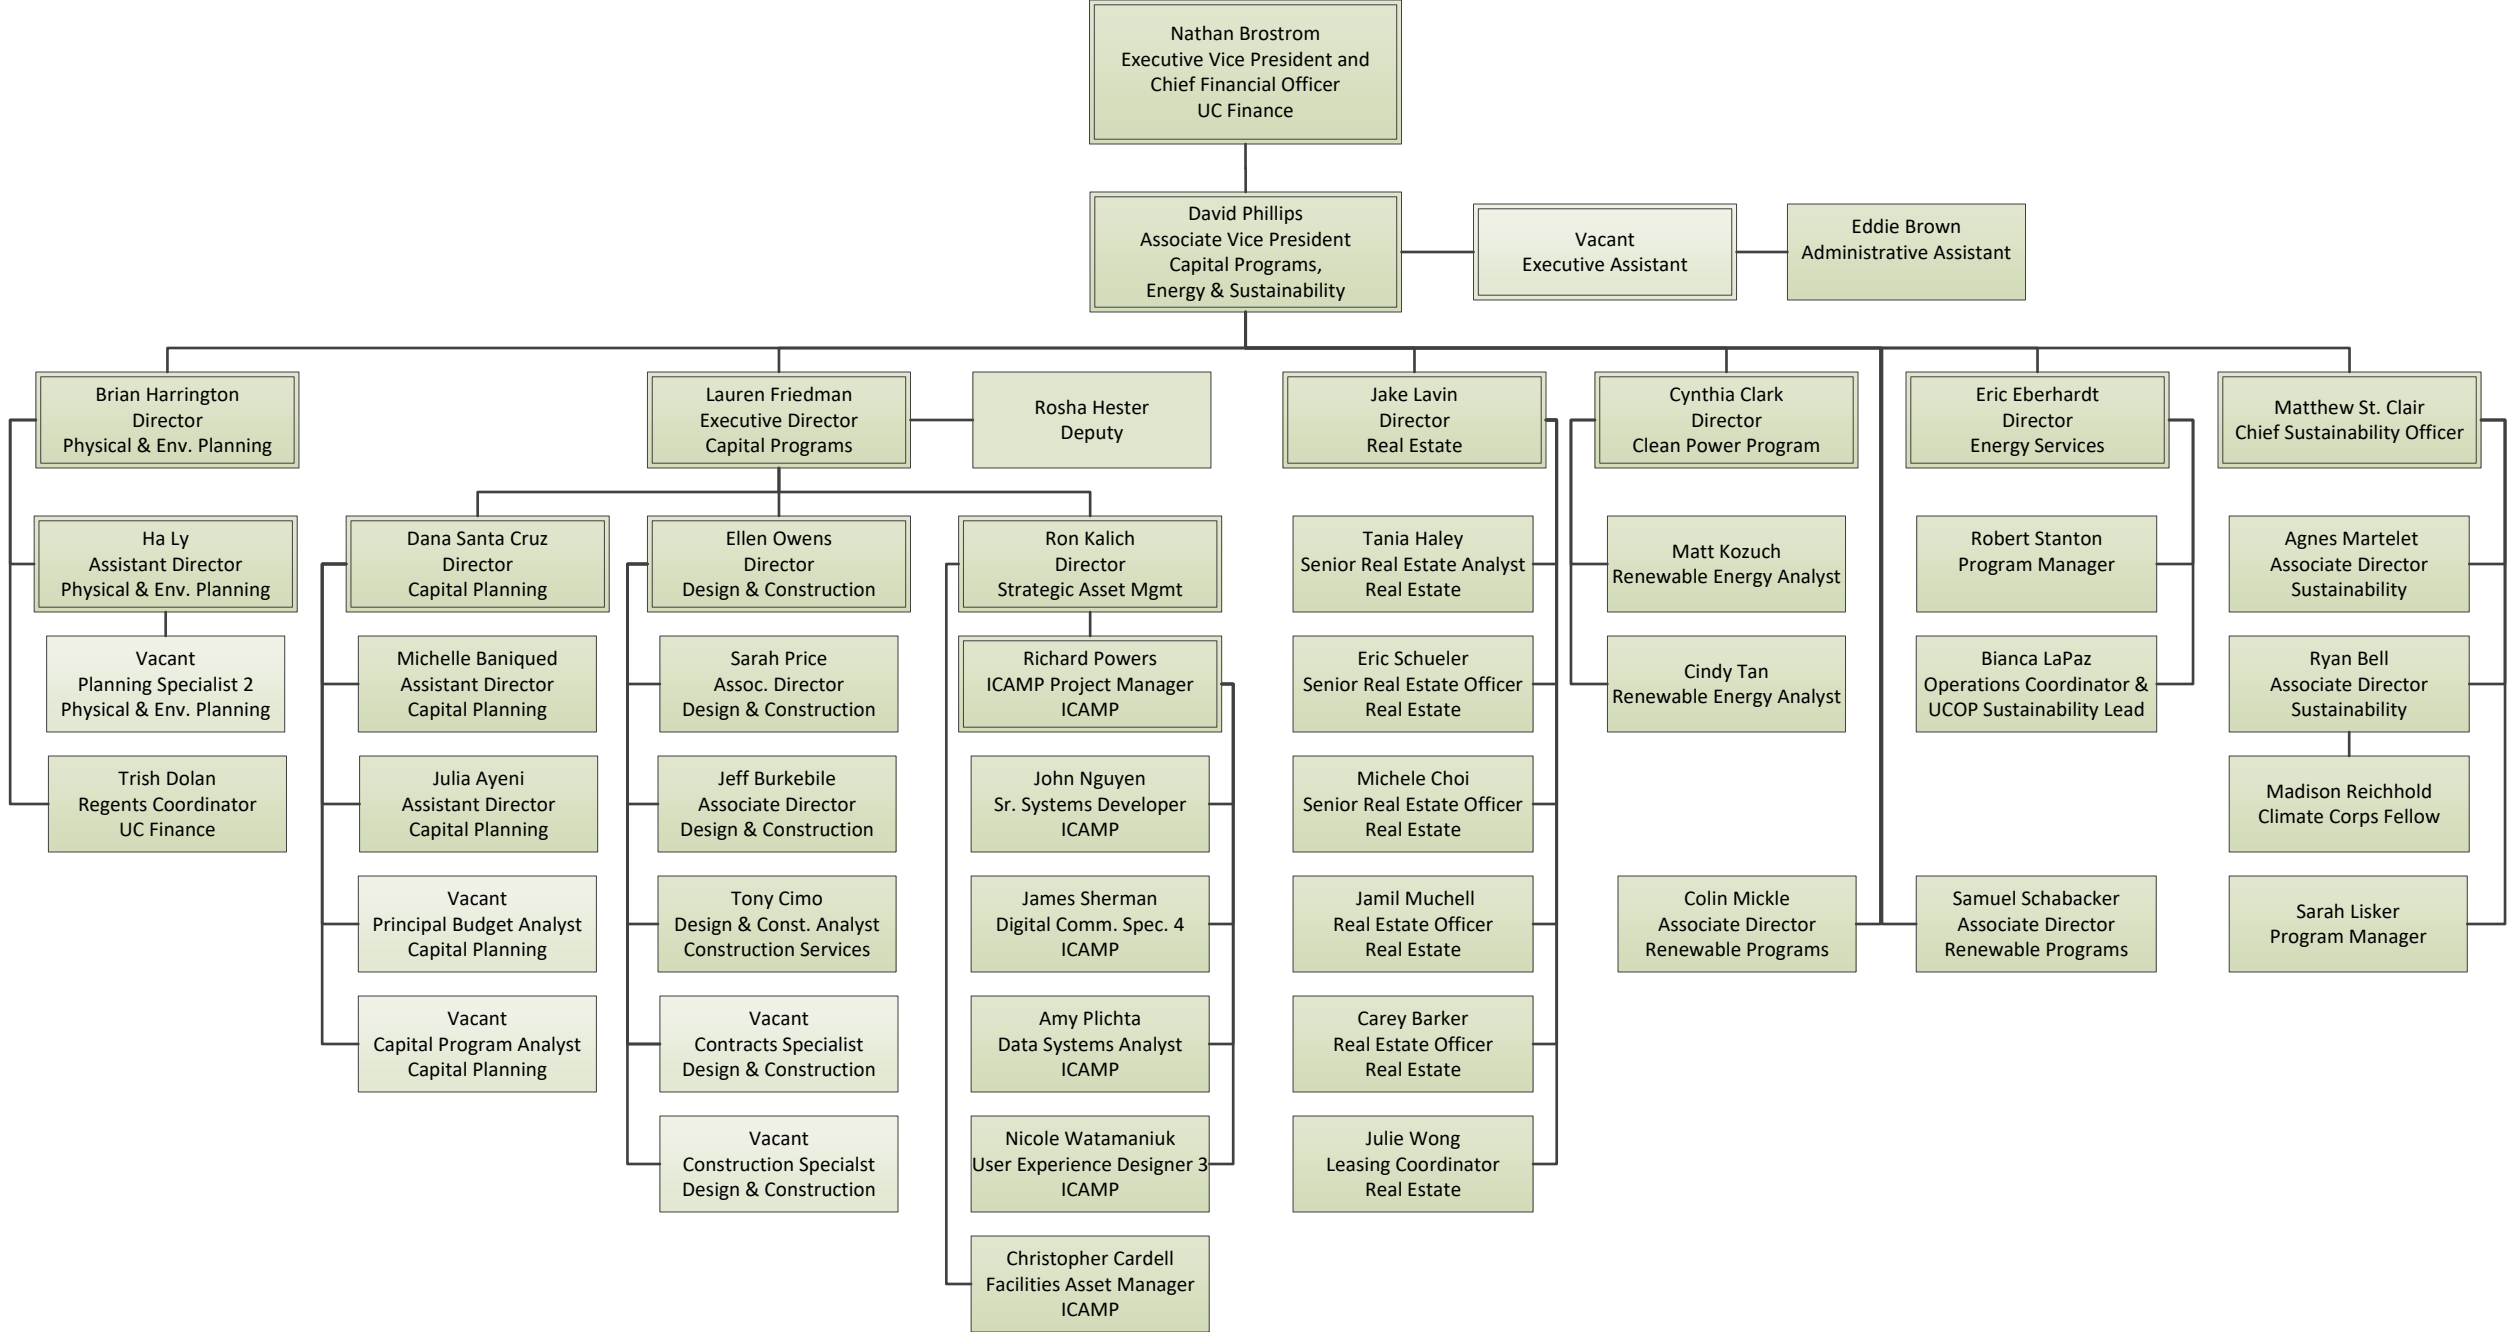 Nathan Brostrom
Executive Vice President and
Chief Financial Officer
UC Finance
David Phillips
Associate Vice President
Capital Programs,
Energy & Sustainability
Vacant
Executive Assistant
Eddie Brown
Administrative Assistant
Brian Harrington
Director
Physical & Env. Planning
Lauren Friedman
Executive Director
Capital Programs
Rosha Hester
Deputy
Jake Lavin
Director
Real Estate
Cynthia Clark
Director
Clean Power Program
Eric Eberhardt
Director
Energy Services
Matthew St. Clair
Chief Sustainability Officer
Ha Ly
Assistant Director
Physical & Env. Planning
Dana Santa Cruz
Director
Capital Planning
Ellen Owens
Director
Design & Construction
Ron Kalich
Director
Strategic Asset Mgmt
Tania Haley
Senior Real Estate Analyst
Real Estate
Matt Kozuch
Renewable Energy Analyst
Robert Stanton
Program Manager
Agnes Martelet
Associate Director
Sustainability
Vacant
Planning Specialist 2
Physical & Env. Planning
Michelle Baniqued
Assistant Director
Capital Planning
Sarah Price
Assoc. Director
Design & Construction
Richard Powers
ICAMP Project Manager
ICAMP
Eric Schueler
Senior Real Estate Officer
Real Estate
Cindy Tan
Renewable Energy Analyst
Bianca LaPaz
Operations Coordinator &
UCOP Sustainability Lead
Ryan Bell
Associate Director
Sustainability
Trish Dolan
Regents Coordinator
UC Finance
Julia Ayeni
Assistant Director
Capital Planning
Jeff Burkebile
Associate Director
Design & Construction
John Nguyen
Sr. Systems Developer
ICAMP
Michele Choi
Senior Real Estate Officer
Real Estate
Madison Reichhold
Climate Corps Fellow
Vacant
Principal Budget Analyst
Capital Planning
Tony Cimo
Design & Const. Analyst
Construction Services
James Sherman
Digital Comm. Spec. 4
ICAMP
Jamil Muchell
Real Estate Officer
Real Estate
Colin Mickle
Associate Director
Renewable Programs
Samuel Schabacker
Associate Director
Renewable Programs
Sarah Lisker
Program Manager
Vacant
Capital Program Analyst
Capital Planning
Vacant
Contracts Specialist
Design & Construction
Amy Plichta
Data Systems Analyst
ICAMP
Carey Barker
Real Estate Officer
Real Estate
Vacant
Construction Specialst
Design & Construction
Nicole Watamaniuk
User Experience Designer 3
ICAMP
Julie Wong
Leasing Coordinator
Real Estate
Christopher Cardell
Facilities Asset Manager
ICAMP